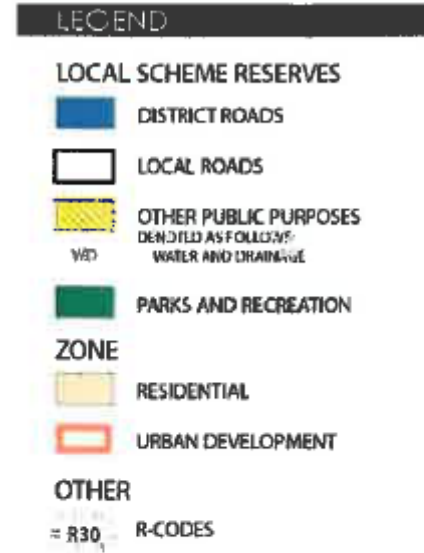 LEGEND
LOCAL SCHEME RESERVES
DISTRICT ROADS
LOCAL ROADS
OTHER PUBLIC PURPOSES
DENOTED AS FOLLOWS
WD WATER AND DRAINAGE
PARKS AND RECREATION
ZONE
RESIDENTIAL
URBAN DEVELOPMENT
OTHER
= R30 R-CODES